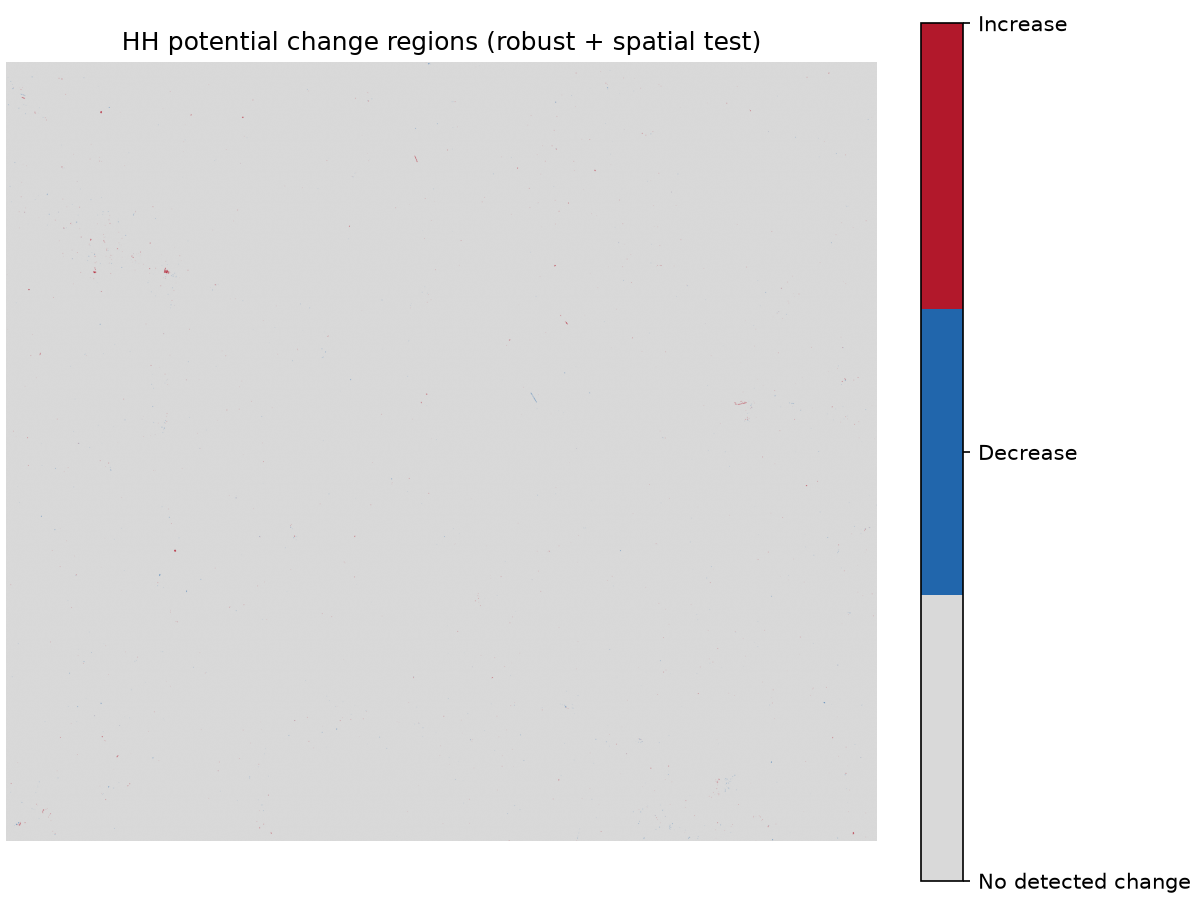 HH potential change regions (robust + spatial test)
Increase
Decrease
No detected change